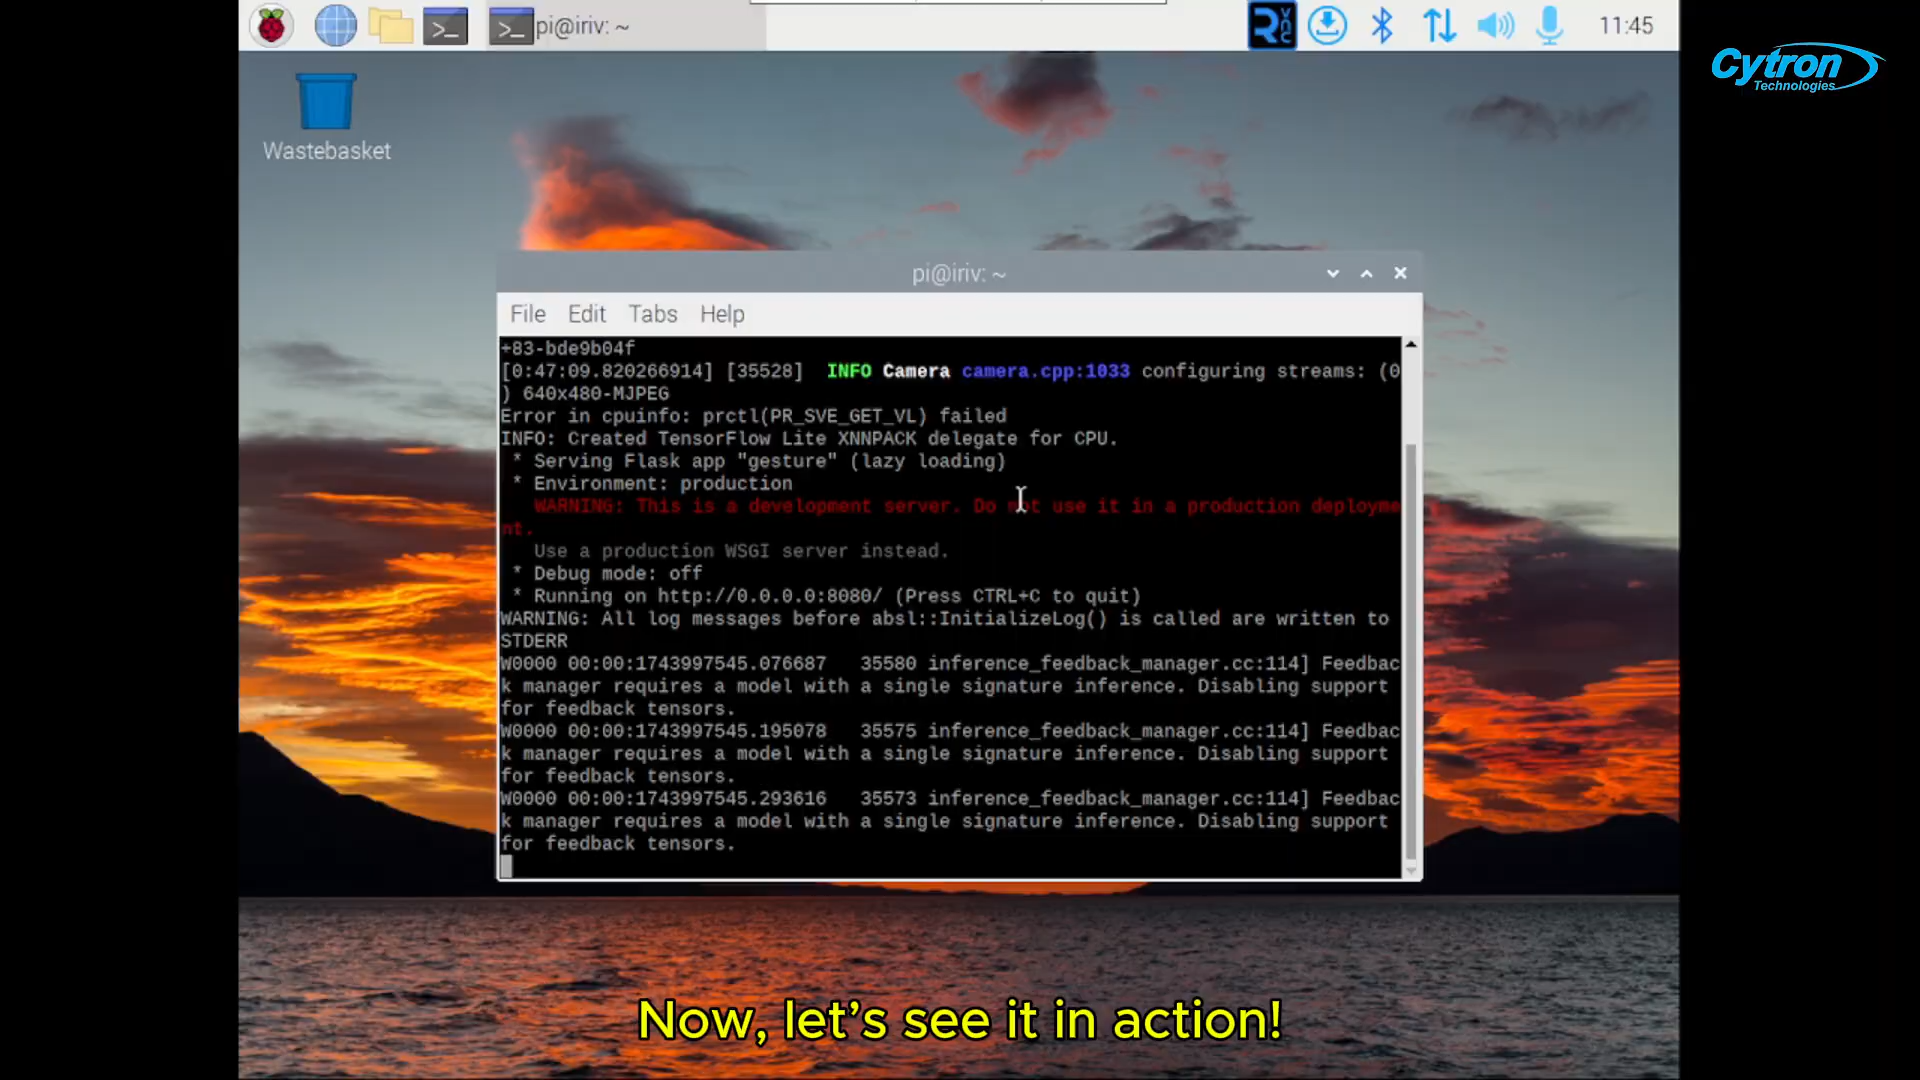 pi@iriv: ~
11:45
Cytron
Technologies
Wastebasket
pi@iriv: ~
File Edit Tabs Help
+83-bde9b04f
[0:47:09.820266914] [35528]  INFO Camera camera.cpp:1033 configuring streams: (0
) 640x480-MJPEG
Error in cpuinfo: prctl(PR_SVE_GET_VL) failed
INFO: Created TensorFlow Lite XNNPACK delegate for CPU.
* Serving Flask app "gesture" (lazy loading)
* Environment: production
WARNING: This is a development server. Do not use it in a production deployme
nt.
Use a production WSGI server instead.
* Debug mode: off
* Running on http://0.0.0.0:8080/ (Press CTRL+C to quit)
WARNING: All log messages before absl::InitializeLog() is called are written to
STDERR
W0000 00:00:1743997545.076687   35580 inference_feedback_manager.cc:114] Feedbac
k manager requires a model with a single signature inference. Disabling support
for feedback tensors.
W0000 00:00:1743997545.195078   35575 inference_feedback_manager.cc:114] Feedbac
k manager requires a model with a single signature inference. Disabling support
for feedback tensors.
W0000 00:00:1743997545.293616   35573 inference_feedback_manager.cc:114] Feedbac
k manager requires a model with a single signature inference. Disabling support
for feedback tensors.
Now, let's see it in action!